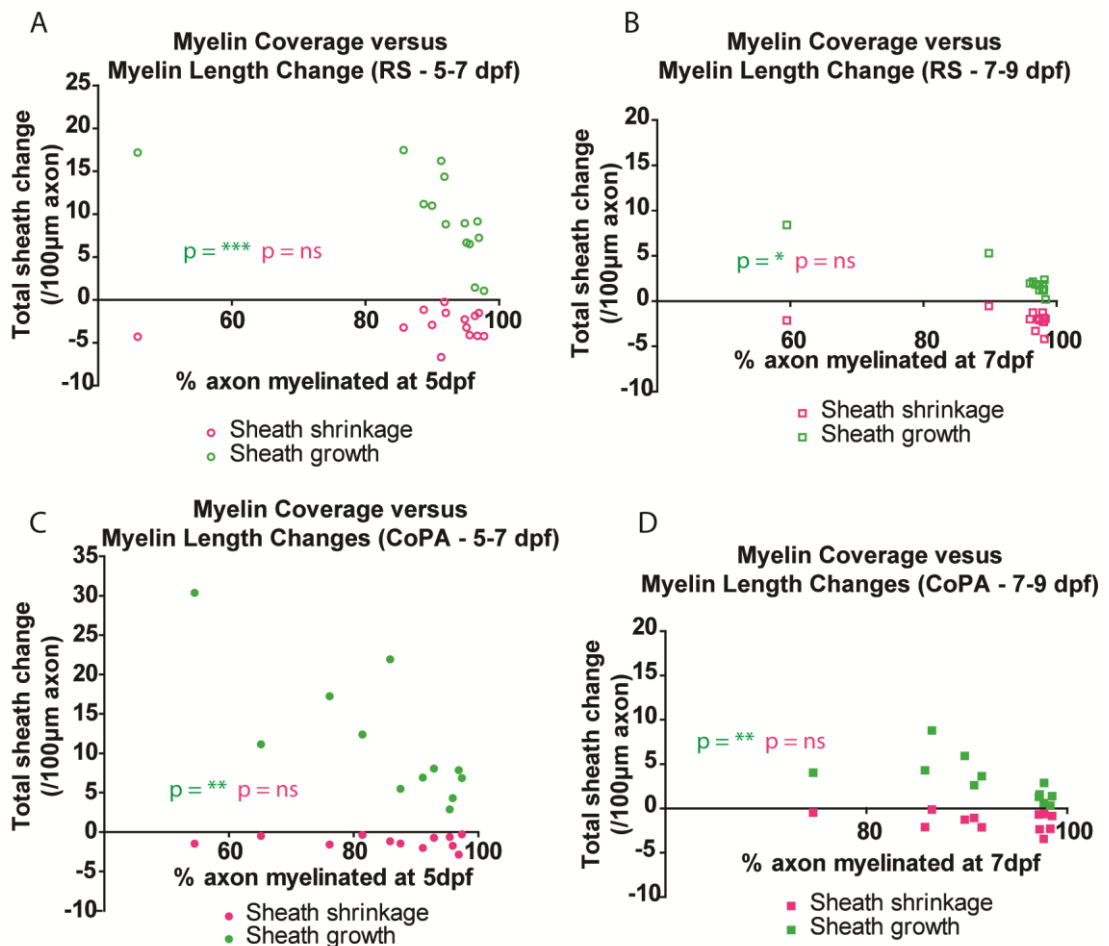 A
Myelin Coverage versus
Myelin Length Change (RS - 5-7 dpf)
25
20
15
10
5
0
-5
-10
Total sheath change
(/100µm axon)
p = *** p = ns
60
80
100
% axon myelinated at 5dpf
Sheath shrinkage
Sheath growth
B
Myelin Coverage versus
Myelin Length Change (RS - 7-9 dpf)
20
15
10
5
0
-5
-10
Total sheath change
(/100µm axon)
p = * p = ns
60
80
100
% axon myelinated at 7dpf
Sheath shrinkage
Sheath growth
C
Myelin Coverage versus
Myelin Length Changes (CoPA - 5-7 dpf)
35
30
25
20
15
10
5
0
-5
-10
Total sheath change
(/100µm axon)
p = ** p = ns
60
80
100
% axon myelinated at 5dpf
Sheath shrinkage
Sheath growth
D
Myelin Coverage vesus
Myelin Length Changes (CoPA - 7-9 dpf)
20
15
10
5
0
-5
-10
Total sheath change
(/100µm axon)
p = ** p = ns
80
100
% axon myelinated at 7dpf
Sheath shrinkage
Sheath growth